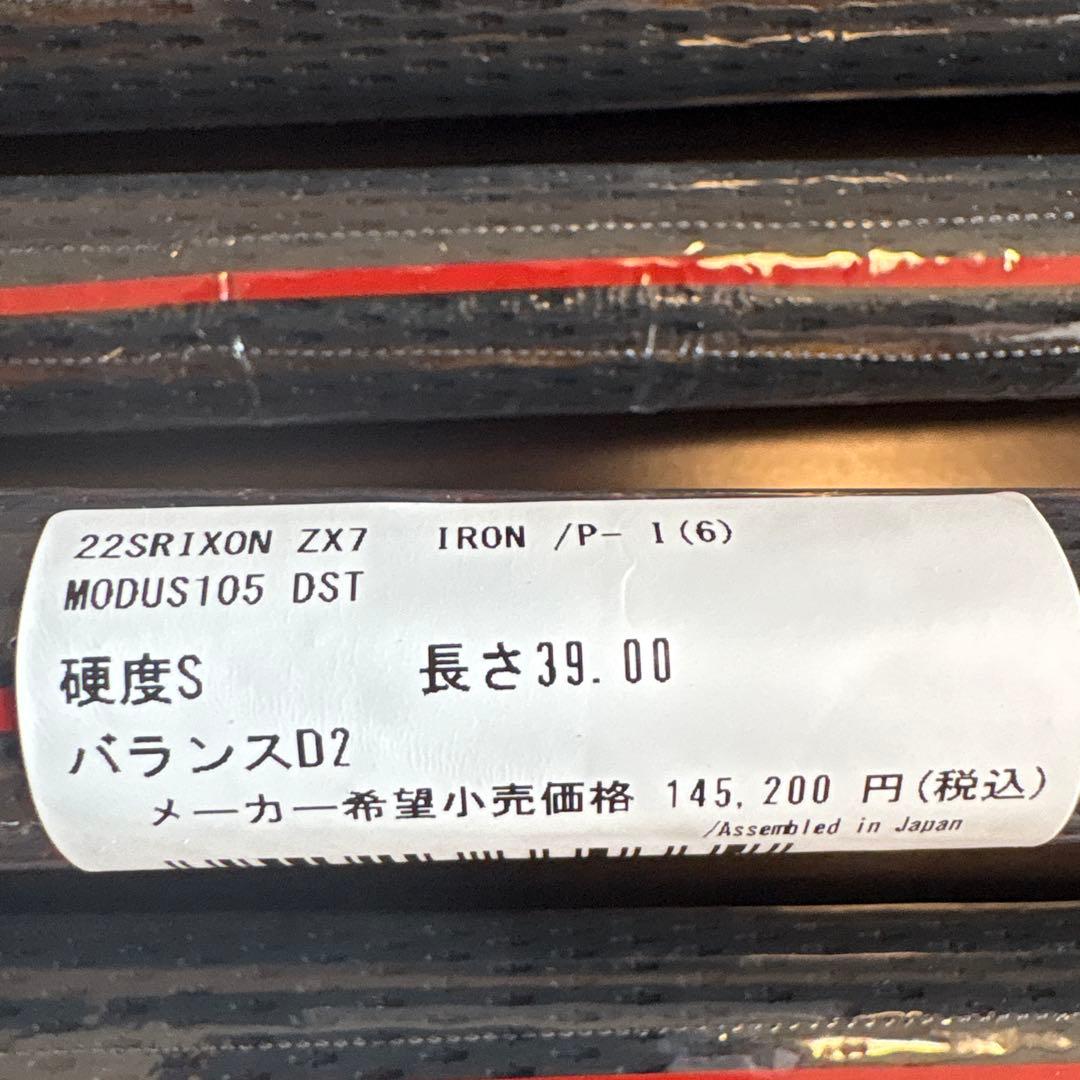 22SRIXON ZX7 IRON /P- I(6)
MODUS105 DST
硬度S 長さ39.00
バランスD2
メーカー希望小売価格 145,200 円(税込)
/Assembled in Japan